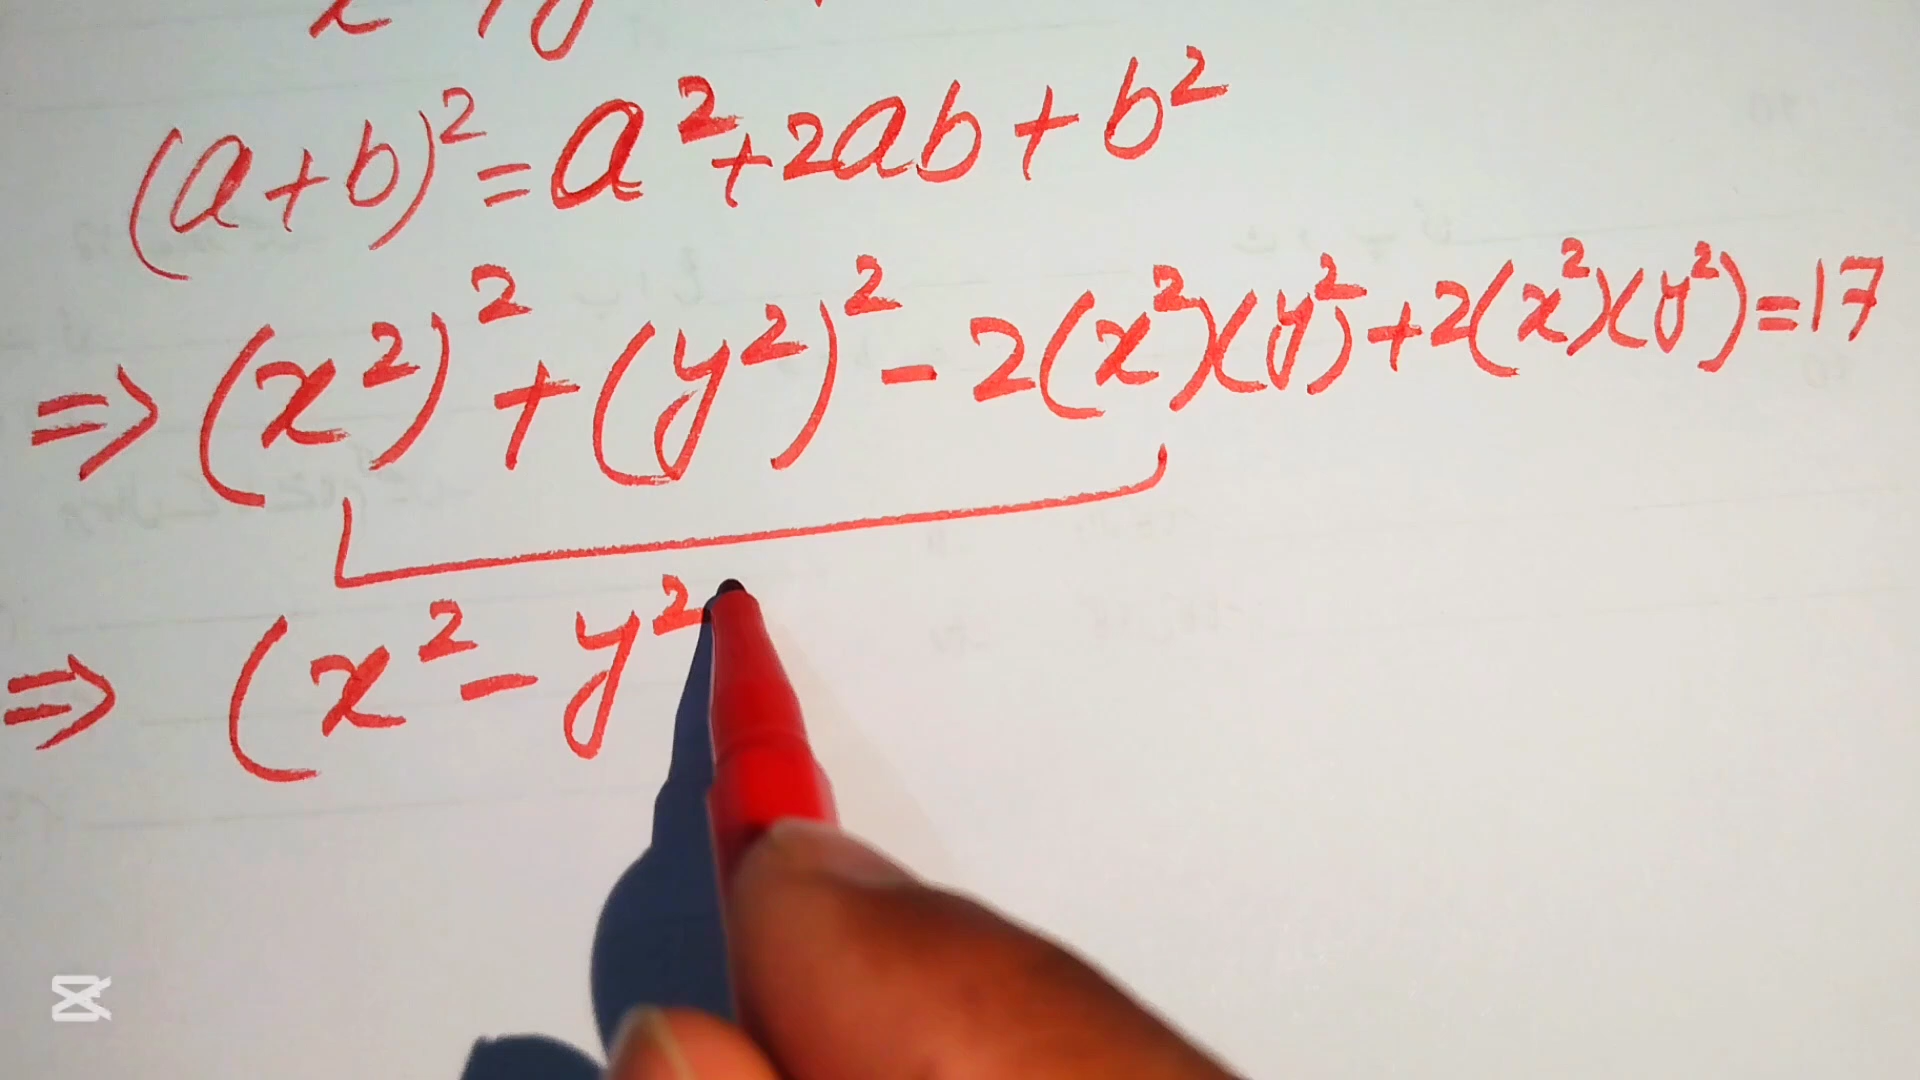 (a+b)²=a²+2ab+b²
⇒(x²)²+(y²)²-2(x²)(y²)+2(x²)(y²)=17
⇒ (x²-y²